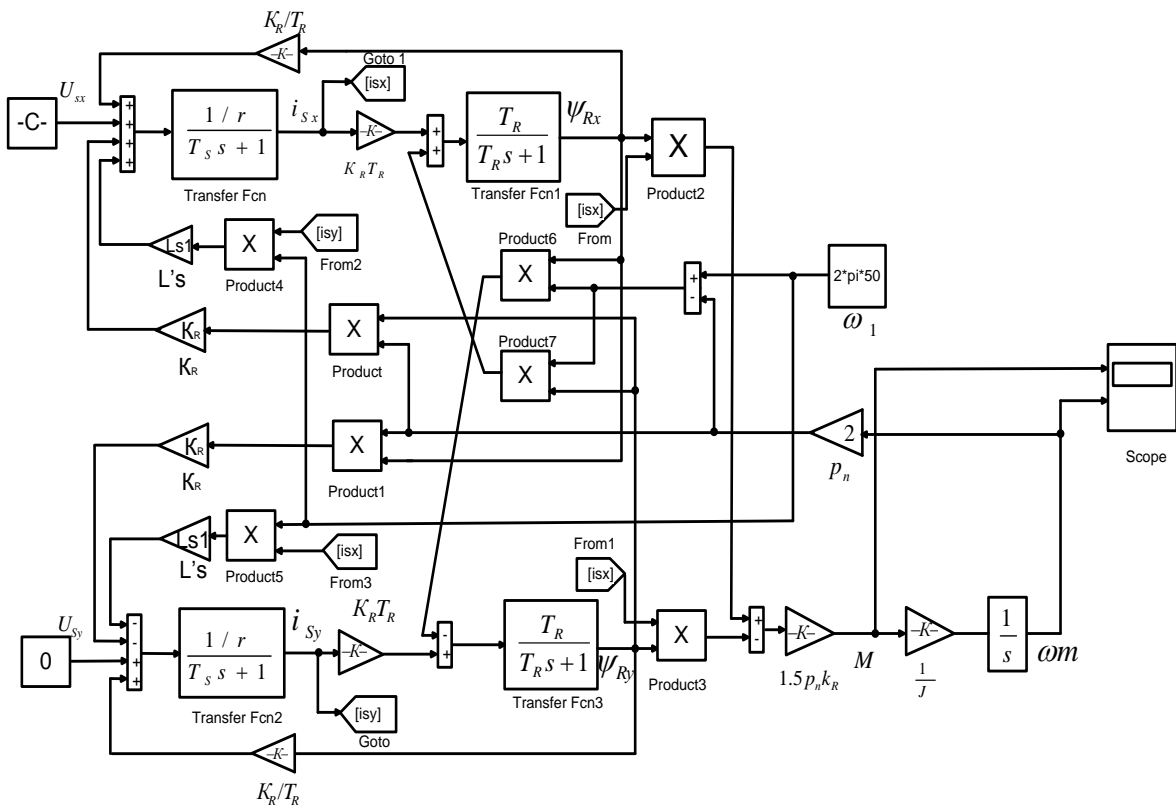 K_R/T_R
-K-
Goto 1
[isx]
U_sx
-C-
+
+
+
+
1 / r
T_S s + 1
Transfer Fcn
i_Sx
-K-
K_R T_R
+
+
T_R
T_R s + 1
Transfer Fcn1
ψ_Rx
X
Product2
[isx]
From
Ls1
L's
X
Product4
[isy]
From2
Product6
X
+
-
2*pi*50
ω_1
K_R
K_R
X
Product
Product7
X
K_R
K_R
X
Product1
2
p_n
Scope
Ls1
L's
X
Product5
[isx]
From3
From1
[isx]
U_Sy
0
-
-
+
+
1 / r
T_S s + 1
Transfer Fcn2
i_Sy
K_R T_R
-K-
-
+
T_R
T_R s + 1
Transfer Fcn3
ψ_Ry
X
Product3
+
-
-K-
1.5 p_n k_R
M
-K-
1
J
1
s
ωm
[isy]
Goto
-K-
K_R/T_R